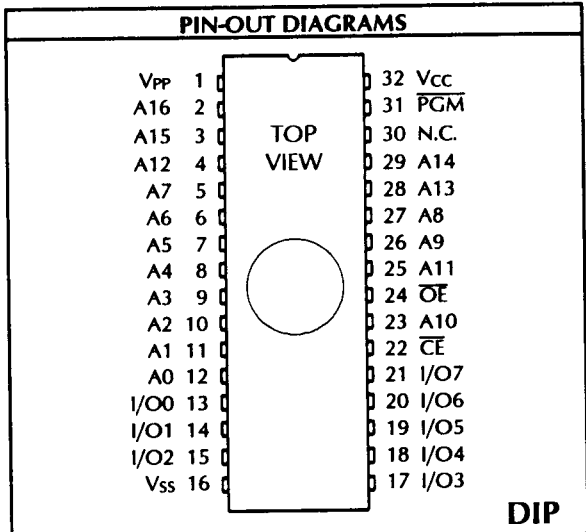 PIN-OUT DIAGRAMS
VPP 1 32 VCC
A16 2 31 P̅G̅M̅
A15 3 TOP 30 N.C.
A12 4 VIEW 29 A14
A7 5 28 A13
A6 6 27 A8
A5 7 26 A9
A4 8 25 A11
A3 9 24 O̅E̅
A2 10 23 A10
A1 11 22 C̅E̅
A0 12 21 I/O7
I/O0 13 20 I/O6
I/O1 14 19 I/O5
I/O2 15 18 I/O4
VSS 16 17 I/O3
DIP